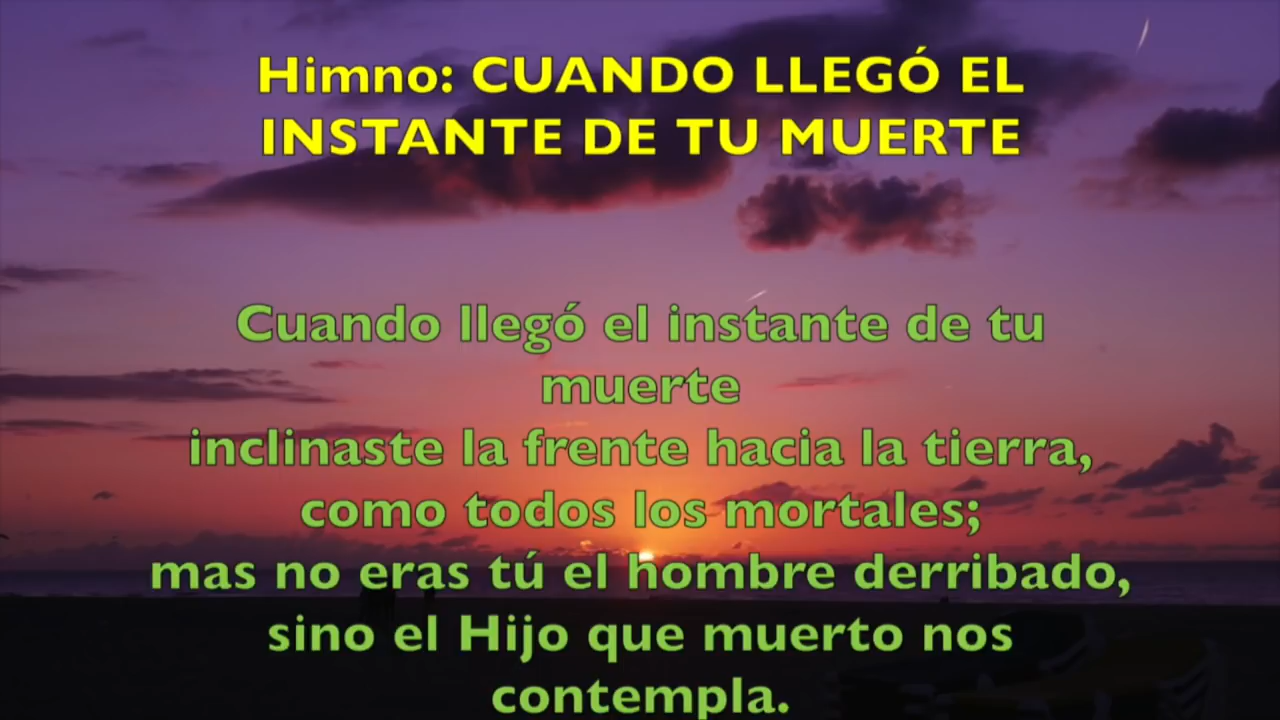 Himno: CUANDO LLEGÓ EL
INSTANTE DE TU MUERTE
Cuando llegó el instante de tu
muerte
inclinaste la frente hacia la tierra,
como todos los mortales;
mas no eras tú el hombre derribado,
sino el Hijo que muerto nos
contempla.